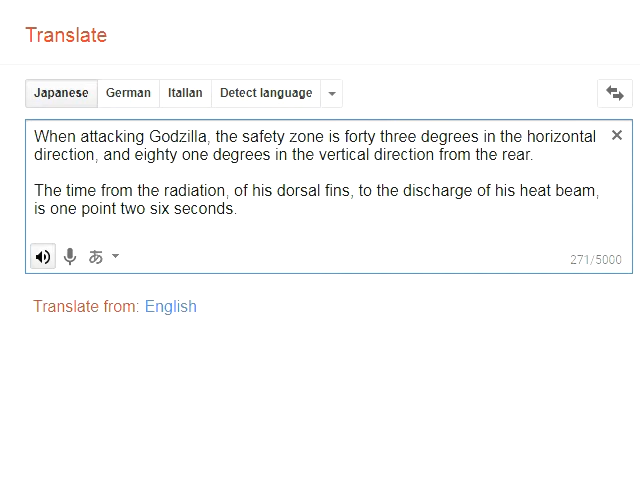 Translate
Japanese German Italian Detect language
When attacking Godzilla, the safety zone is forty three degrees in the horizontal
direction, and eighty one degrees in the vertical direction from the rear.
The time from the radiation, of his dorsal fins, to the discharge of his heat beam,
is one point two six seconds.
あ
271/5000
Translate from: English